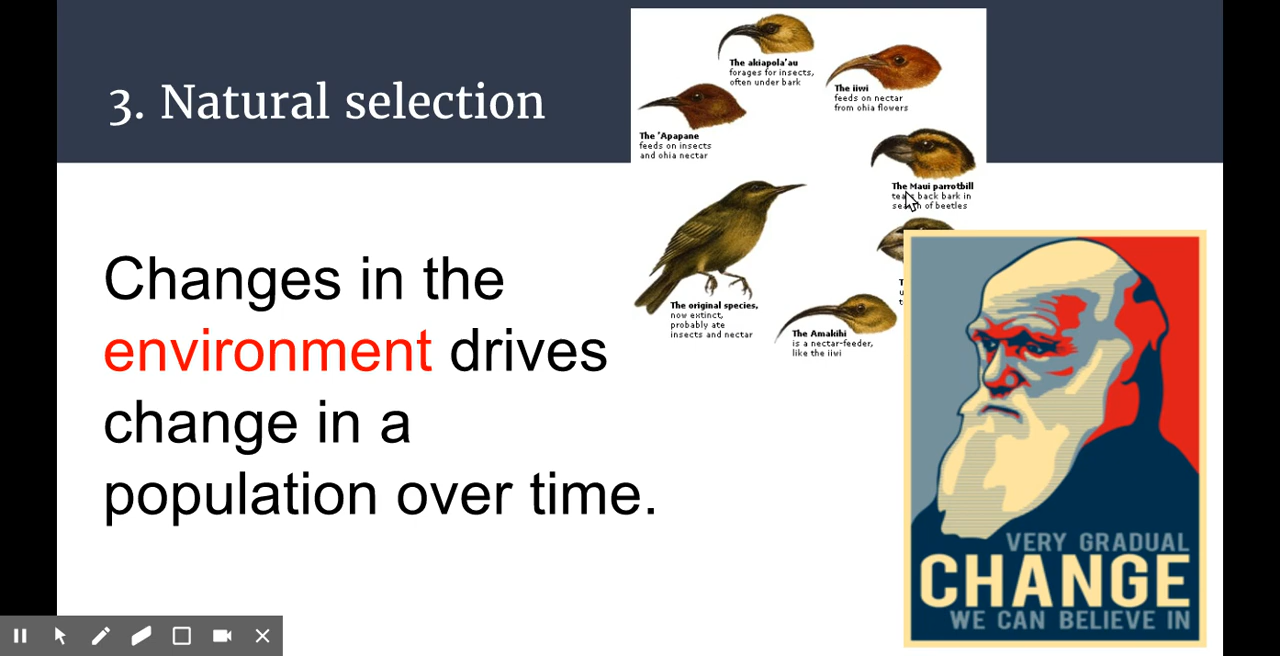 3. Natural selection
The akiapola'au
forages for insects,
often under bark
The iiwi
feeds on nectar
from ohia flowers
The 'Apapane
feeds on insects
and ohia nectar
The Maui parrotbill
back bark in
of beetles
The original species,
now extinct,
probably ate
insects and nectar
The Amakihi
is a nectar-feeder,
like the iiwi
Changes in the
environment drives
change in a
population over time.
VERY GRADUAL
CHANGE
WE CAN BELIEVE IN